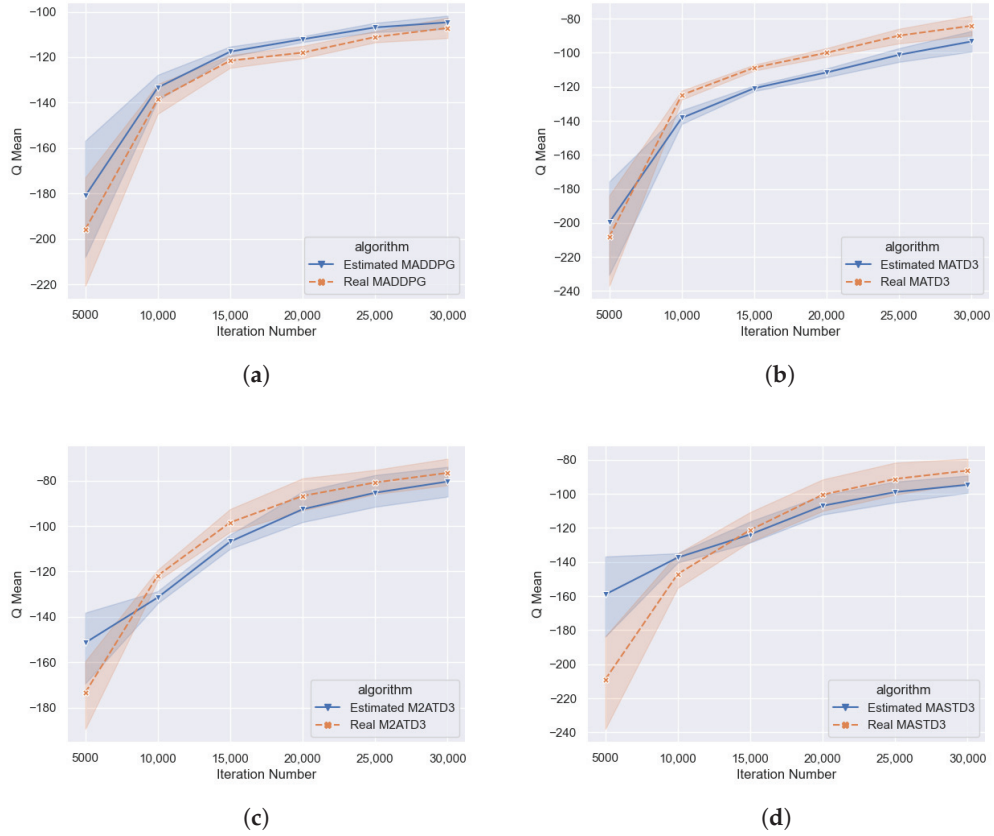 −100
−120
−140
−160
−180
−200
−220
Q Mean
5000 10,000 15,000 20,000 25,000 30,000
Iteration Number
algorithm
Estimated MADDPG
Real MADDPG
(a)
−80
−100
−120
−140
−160
−180
−200
−220
−240
Q Mean
5000 10,000 15,000 20,000 25,000 30,000
Iteration Number
algorithm
Estimated MATD3
Real MATD3
(b)
−80
−100
−120
−140
−160
−180
Q Mean
5000 10,000 15,000 20,000 25,000 30,000
Iteration Number
algorithm
Estimated M2ATD3
Real M2ATD3
(c)
−80
−100
−120
−140
−160
−180
−200
−220
−240
Q Mean
5000 10,000 15,000 20,000 25,000 30,000
Iteration Number
algorithm
Estimated MASTD3
Real MASTD3
(d)